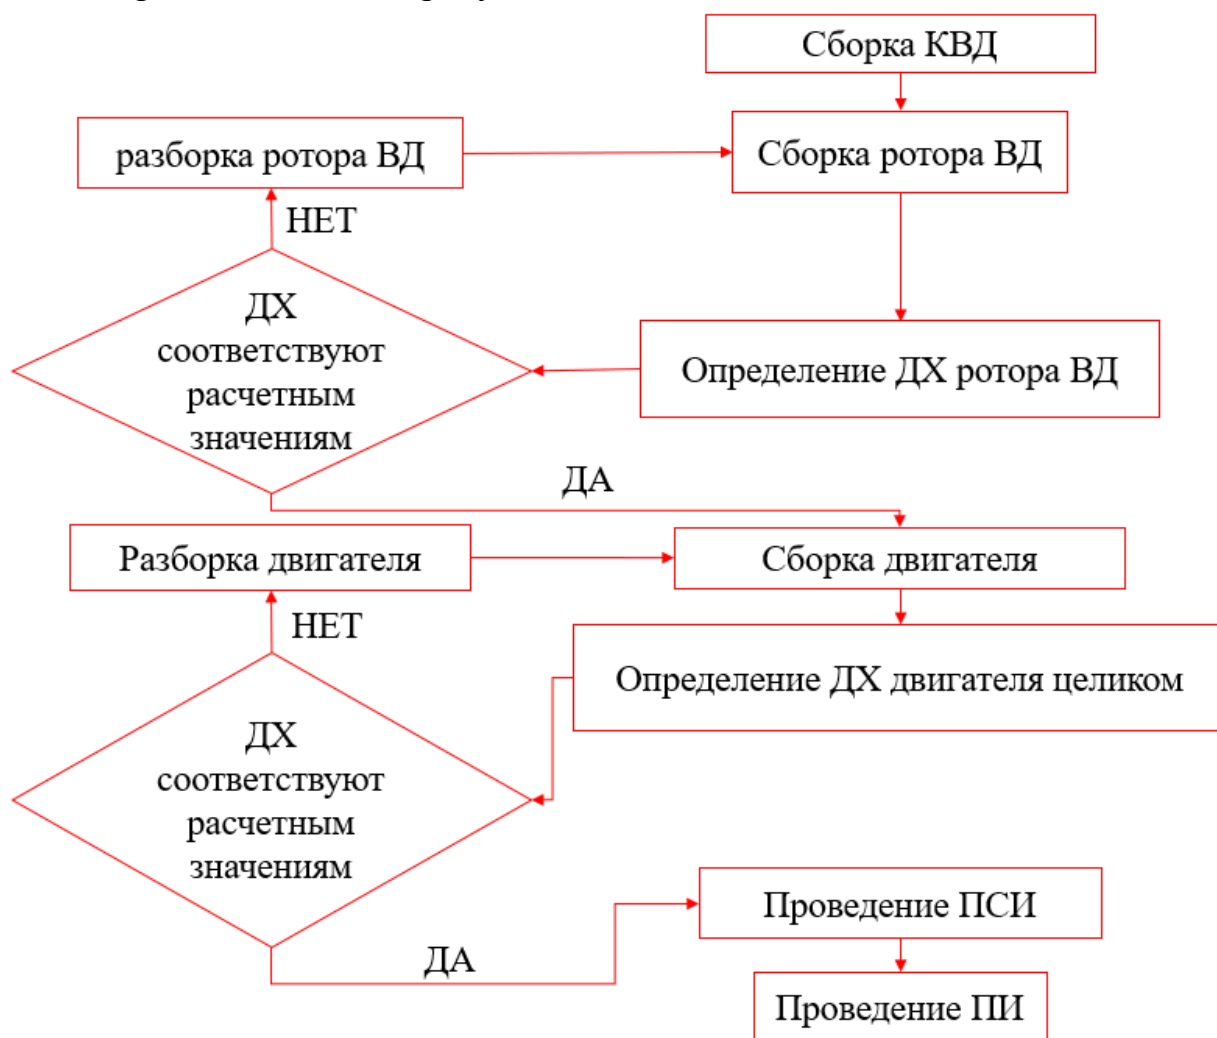 Сборка КВД
разборка ротора ВД
Сборка ротора ВД
НЕТ
ДХ
соответствуют
расчетным
значениям
Определение ДХ ротора ВД
ДА
Разборка двигателя
Сборка двигателя
НЕТ
Определение ДХ двигателя целиком
ДХ
соответствуют
расчетным
значениям
Проведение ПСИ
ДА
Проведение ПИ